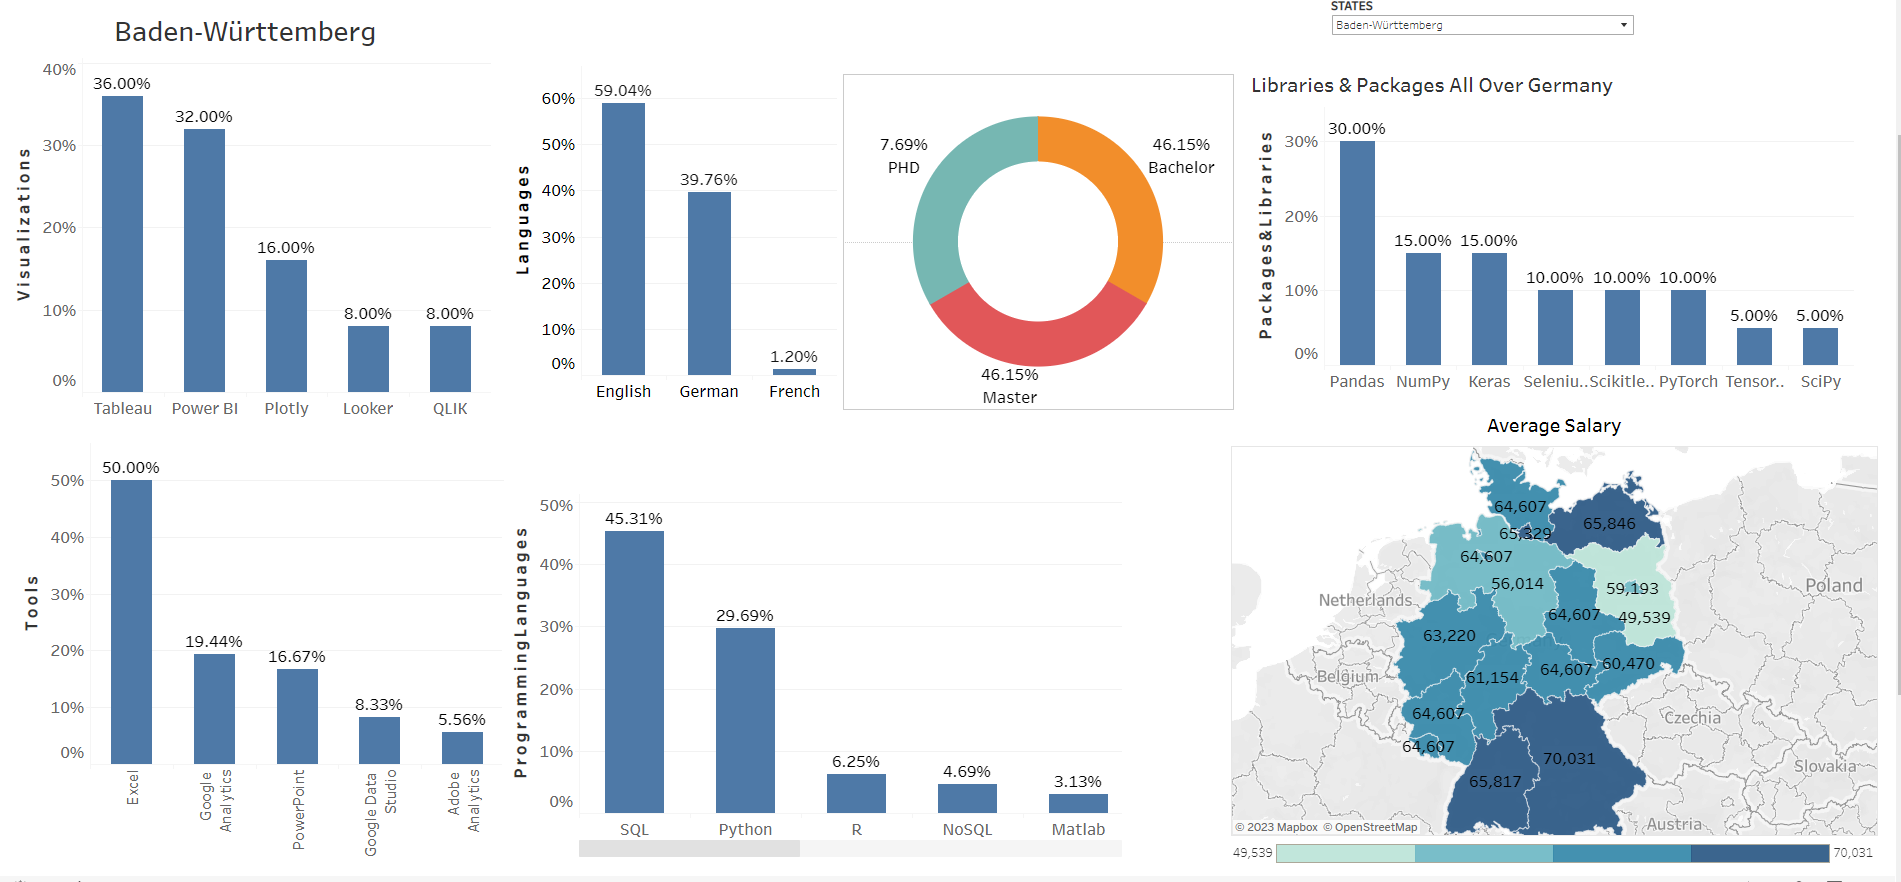 STATES
Baden-Württemberg
Baden-Württemberg
Visualizations
40%
30%
20%
10%
0%
36.00%
32.00%
16.00%
8.00%
8.00%
Tableau
Power BI
Plotly
Looker
QLIK
Languages
60%
50%
40%
30%
20%
10%
0%
59.04%
39.76%
1.20%
English
German
French
7.69%
PHD
46.15%
Bachelor
46.15%
Master
Libraries & Packages All Over Germany
Packages&Libraries
30%
20%
10%
0%
30.00%
15.00%
15.00%
10.00%
10.00%
10.00%
5.00%
5.00%
Pandas
NumPy
Keras
Seleniu..
Scikitle..
PyTorch
Tensor..
SciPy
Tools
50%
40%
30%
20%
10%
0%
50.00%
19.44%
16.67%
8.33%
5.56%
Excel
Google
Analytics
PowerPoint
Google Data
Studio
Adobe
Analytics
ProgrammingLanguages
50%
40%
30%
20%
10%
0%
45.31%
29.69%
6.25%
4.69%
3.13%
SQL
Python
R
NoSQL
Matlab
Average Salary
64,607
65,846
65,329
64,607
56,014
59,193
64,607
49,539
63,220
61,154
64,607
60,470
64,607
64,607
70,031
65,817
Netherlands
Belgium
Poland
Czechia
Slovakia
Austria
© 2023 Mapbox © OpenStreetMap
49,539
70,031